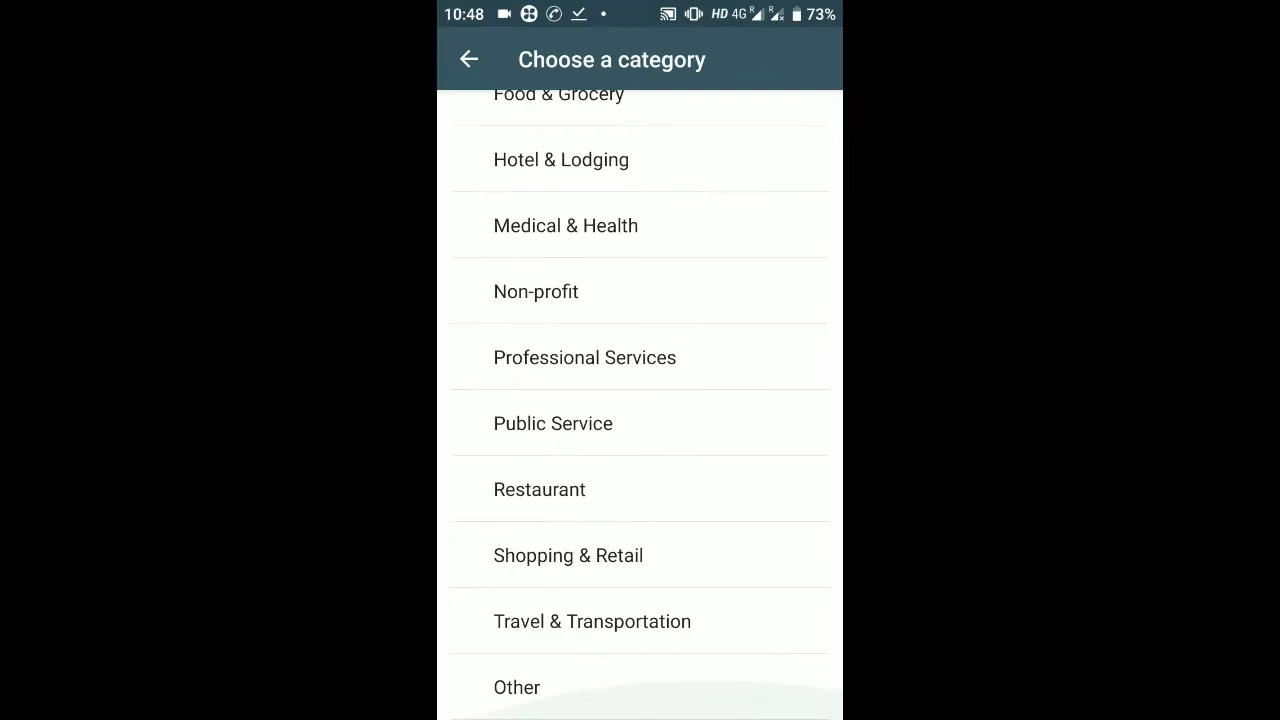 10:48 HD 4G R R 73%
Choose a category
Food & Grocery
Hotel & Lodging
Medical & Health
Non-profit
Professional Services
Public Service
Restaurant
Shopping & Retail
Travel & Transportation
Other